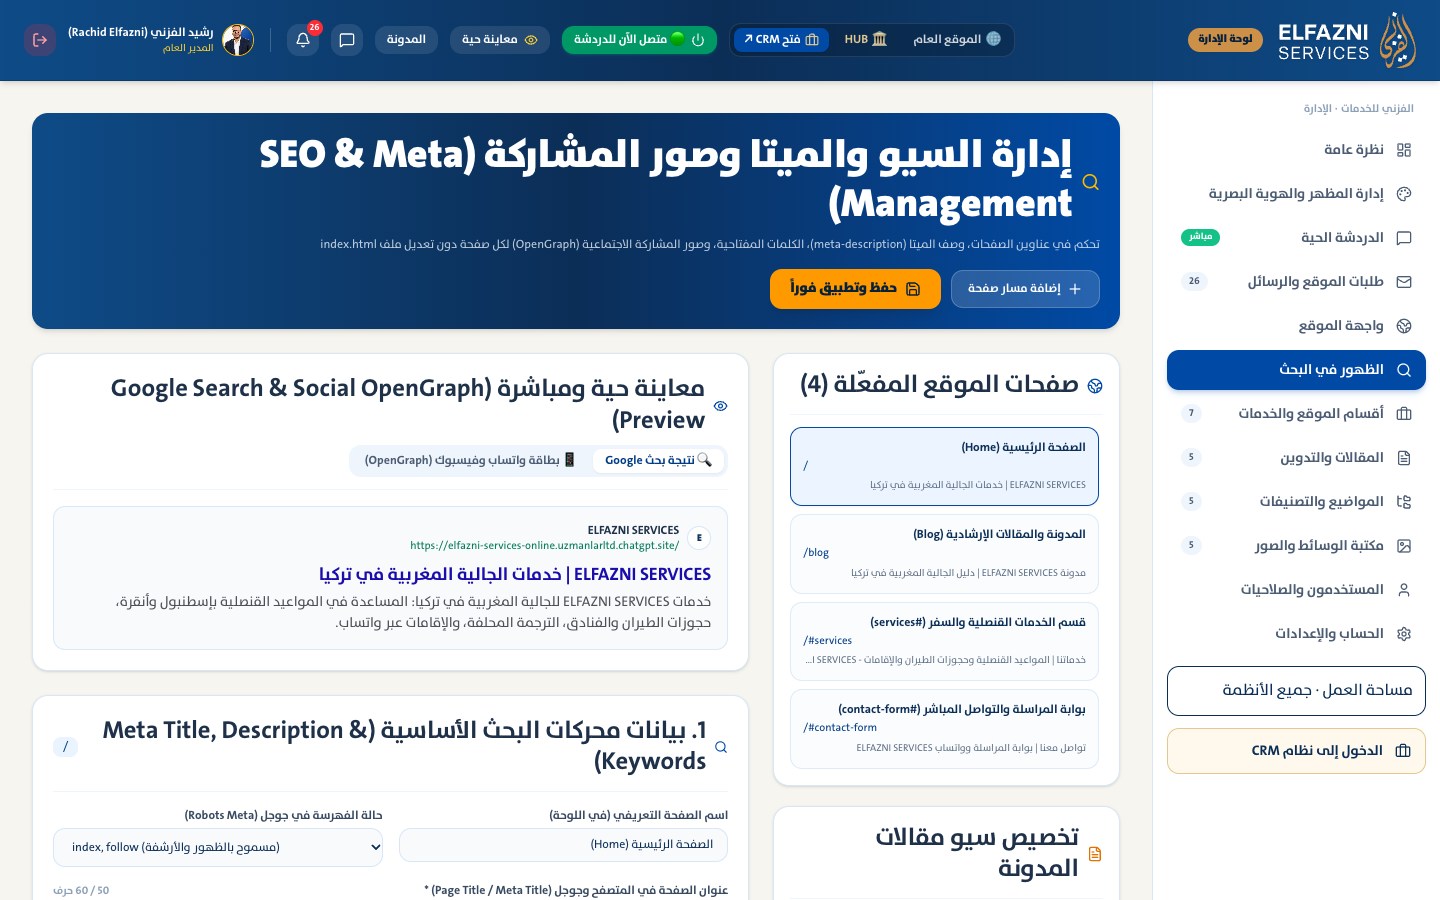 ELFAZNI
SERVICES
لوحة الإدارة
الموقع العام
HUB
فتح CRM ↗
متصل الآن للدردشة
معاينة حية
المدونة
26
رشيد الفزني (Rachid Elfazni)
المدير العام
الفزني للخدمات · الإدارة
نظرة عامة
إدارة المظهر والهوية البصرية
الدردشة الحية
مباشر
طلبات الموقع والرسائل
26
واجهة الموقع
الظهور في البحث
أقسام الموقع والخدمات
7
المقالات والتدوين
5
المواضيع والتصنيفات
5
مكتبة الوسائط والصور
5
المستخدمون والصلاحيات
الحساب والإعدادات
مساحة العمل · جميع الأنظمة
الدخول إلى نظام CRM
إدارة السيو والميتا وصور المشاركة (SEO & Meta
Management)
تحكم في عناوين الصفحات، وصف الميتا (meta-description)، الكلمات المفتاحية، وصور المشاركة الاجتماعية (OpenGraph) لكل صفحة دون تعديل ملف index.html
إضافة مسار صفحة
حفظ وتطبيق فوراً
صفحات الموقع المفعّلة (4)
الصفحة الرئيسية (Home)
/
ELFAZNI SERVICES | خدمات الجالية المغربية في تركيا
المدونة والمقالات الإرشادية (Blog)
/blog
مدونة ELFAZNI SERVICES | دليل الجالية المغربية في تركيا
قسم الخدمات القنصلية والسفر (#services)
/#services
خدماتنا | المواعيد القنصلية وحجوزات الطيران والإقامات - SERVICES ا...
بوابة المراسلة والتواصل المباشر (#contact-form)
/#contact-form
تواصل معنا | بوابة المراسلة وواتساب ELFAZNI SERVICES
تخصيص سيو مقالات
المدونة
معاينة حية ومباشرة (Google Search & Social OpenGraph
Preview)
نتيجة بحث Google
بطاقة واتساب وفيسبوك (OpenGraph)
E
ELFAZNI SERVICES
https://elfazni-services-online.uzmanlarltd.chatgpt.site/
ELFAZNI SERVICES | خدمات الجالية المغربية في تركيا
خدمات ELFAZNI SERVICES للجالية المغربية في تركيا: المساعدة في المواعيد القنصلية بإسطنبول وأنقرة،
حجوزات الطيران والفنادق، الترجمة المحلفة، والإقامات عبر واتساب.
1. بيانات محركات البحث الأساسية (Meta Title, Description &
Keywords)
/
اسم الصفحة التعريفي (في اللوحة)
الصفحة الرئيسية (Home)
حالة الفهرسة في جوجل (Robots Meta)
index, follow (مسموح بالظهور والأرشفة)
عنوان الصفحة في المتصفح وجوجل (Page Title / Meta Title) *
50 / 60 حرف